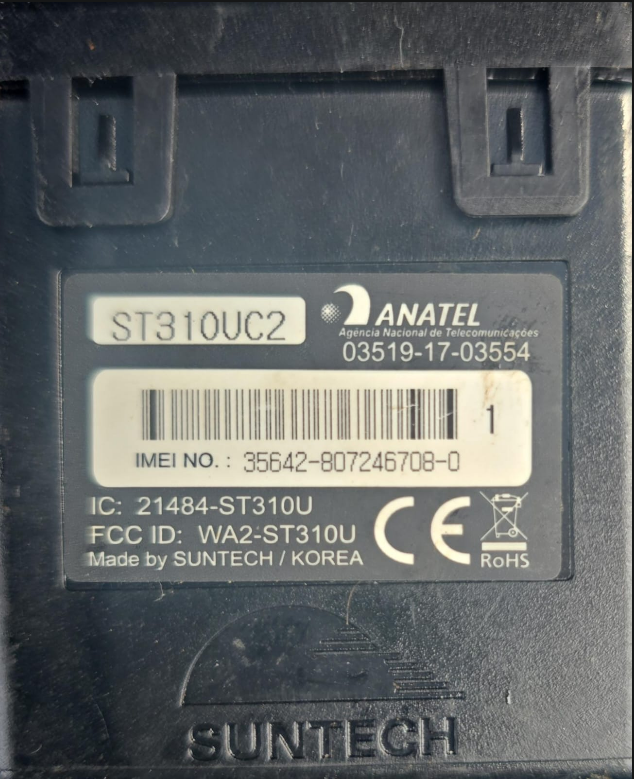 ST310UC2
ANATEL
Agência Nacional de Telecomunicações
03519-17-03554
1
IMEI NO. : 35642-807246708-0
IC: 21484-ST310U
FCC ID: WA2-ST310U
Made by SUNTECH / KOREA
CE
RoHS
SUNTECH